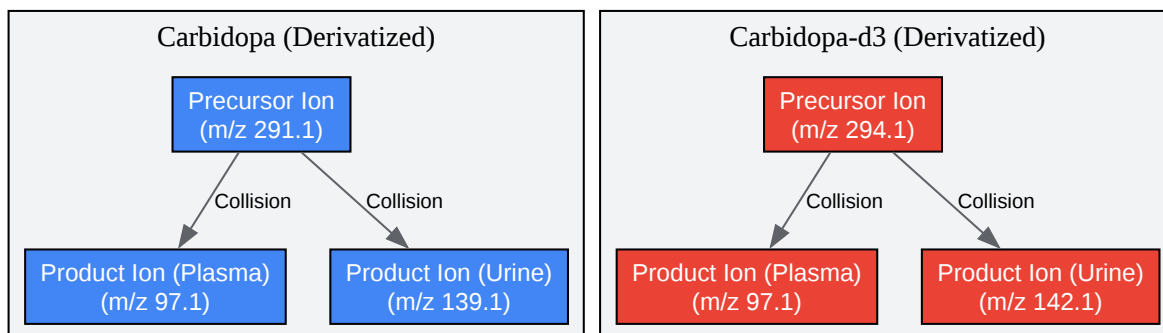 Carbidopa (Derivatized)
Precursor Ion
(m/z 291.1)
Collision
Collision
Product Ion (Plasma)
(m/z 97.1)
Product Ion (Urine)
(m/z 139.1)
Carbidopa-d3 (Derivatized)
Precursor Ion
(m/z 294.1)
Collision
Collision
Product Ion (Plasma)
(m/z 97.1)
Product Ion (Urine)
(m/z 142.1)